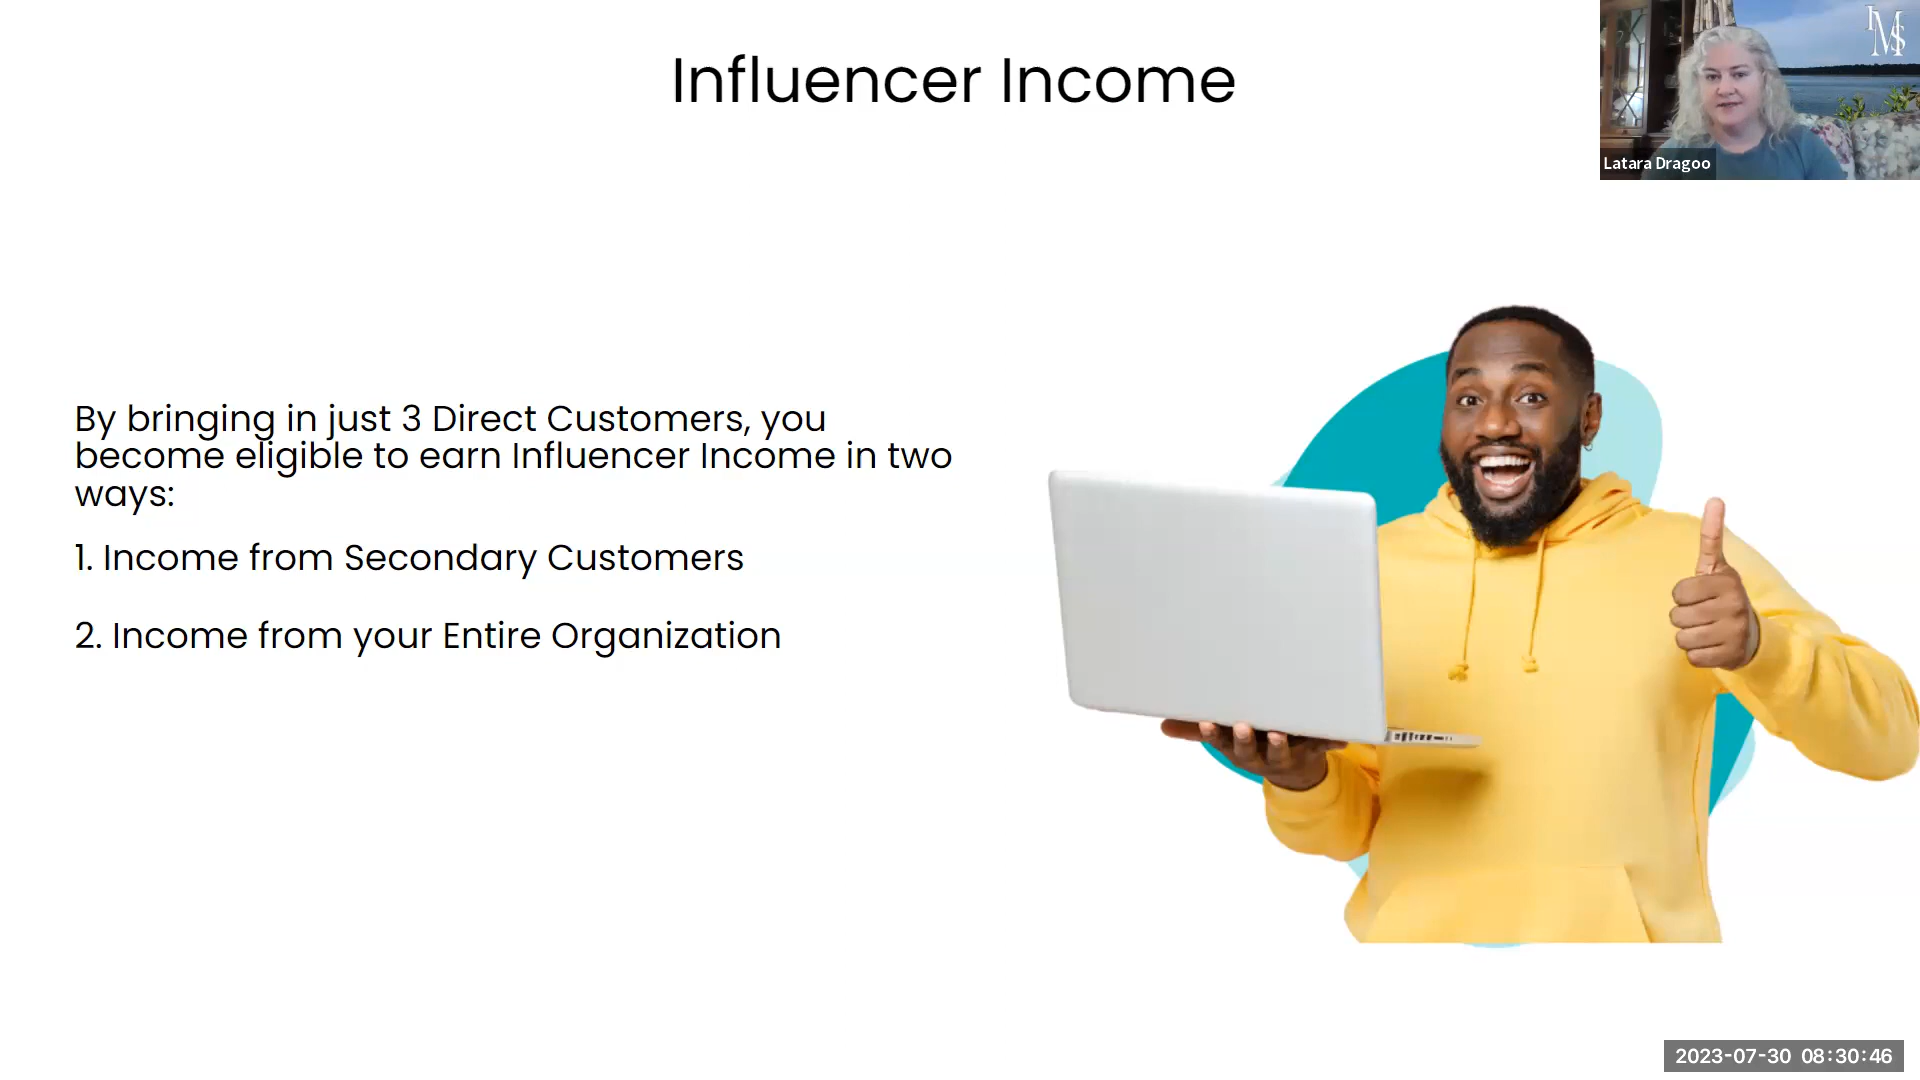 Influencer Income
IMS
Latara Dragoo
By bringing in just 3 Direct Customers, you
become eligible to earn Influencer Income in two
ways:
1. Income from Secondary Customers
2. Income from your Entire Organization
2023-07-30 08:30:46